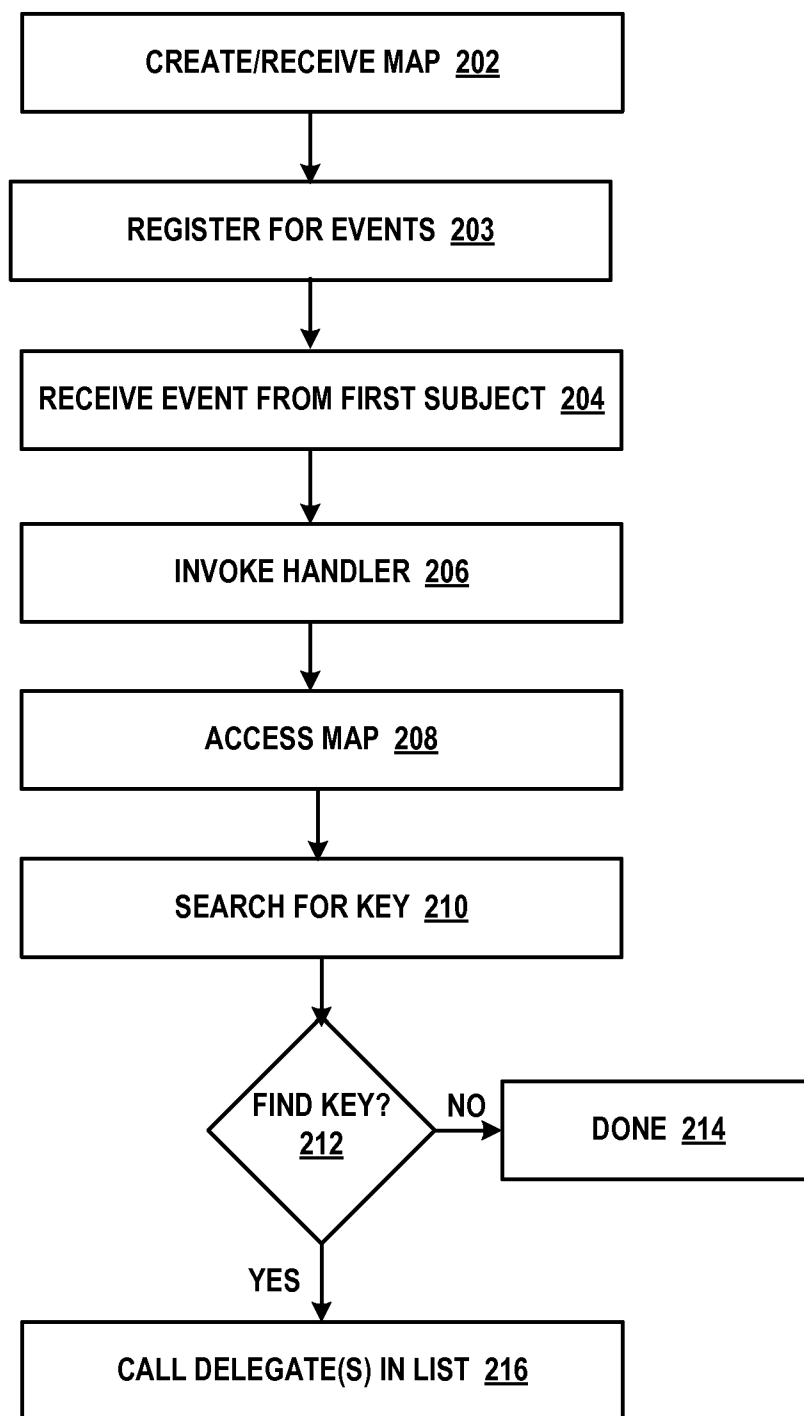 CREATE/RECEIVE MAP 202
REGISTER FOR EVENTS 203
RECEIVE EVENT FROM FIRST SUBJECT 204
INVOKE HANDLER 206
ACCESS MAP 208
SEARCH FOR KEY 210
FIND KEY?
212
NO
DONE 214
YES
CALL DELEGATE(S) IN LIST 216